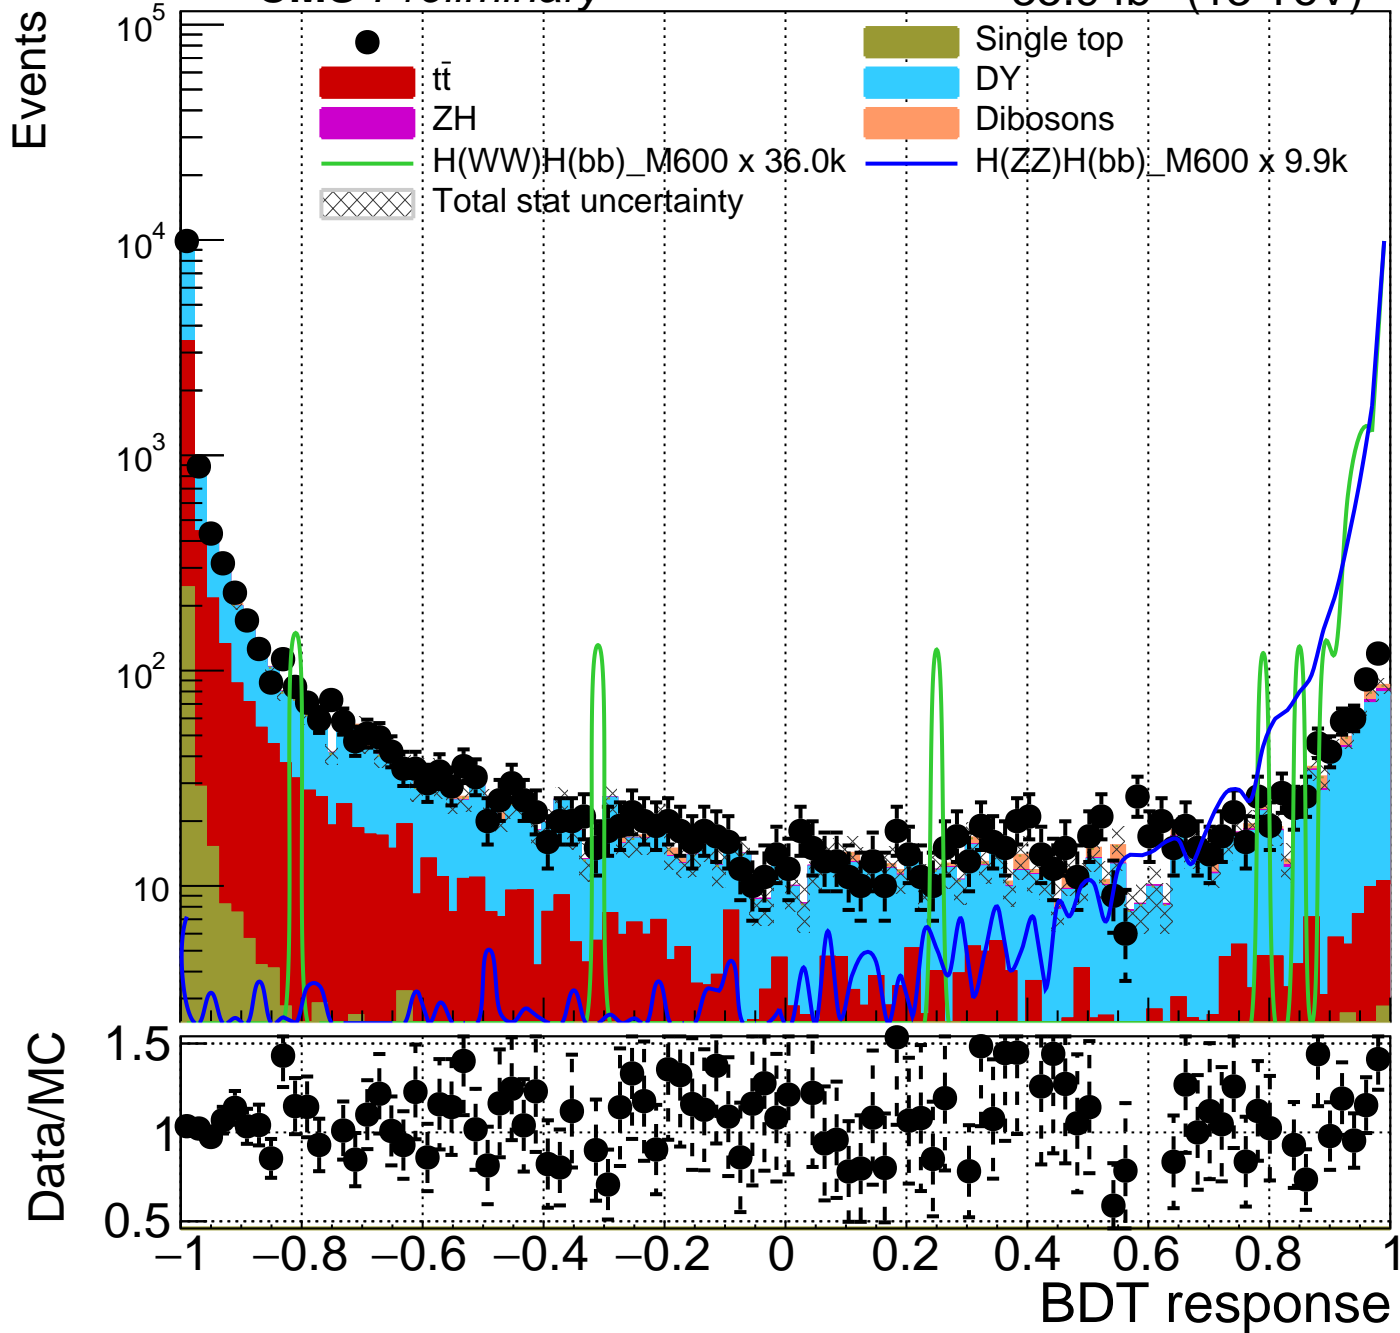 Events
10^5
Single top
tt̄
DY
ZH
Dibosons
H(WW)H(bb)_M600 x 36.0k
H(ZZ)H(bb)_M600 x 9.9k
Total stat uncertainty
10^4
10^3
10^2
10
Data/MC
1.5
1
0.5
−1 −0.8 −0.6 −0.4 −0.2 0 0.2 0.4 0.6 0.8 1
BDT response